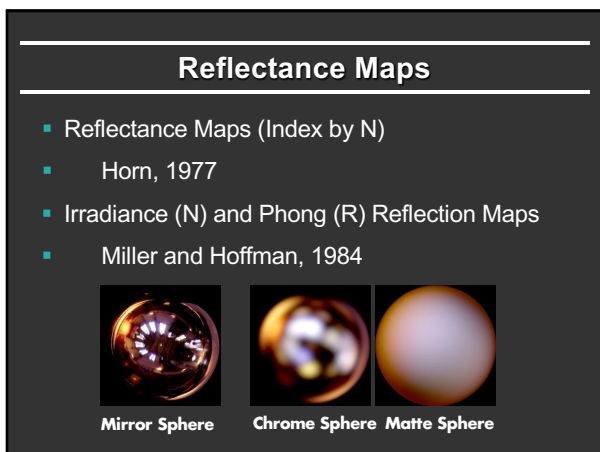 Reflectance Maps
Reflectance Maps (Index by N)
Horn, 1977
Irradiance (N) and Phong (R) Reflection Maps
Miller and Hoffman, 1984
Mirror Sphere Chrome Sphere Matte Sphere